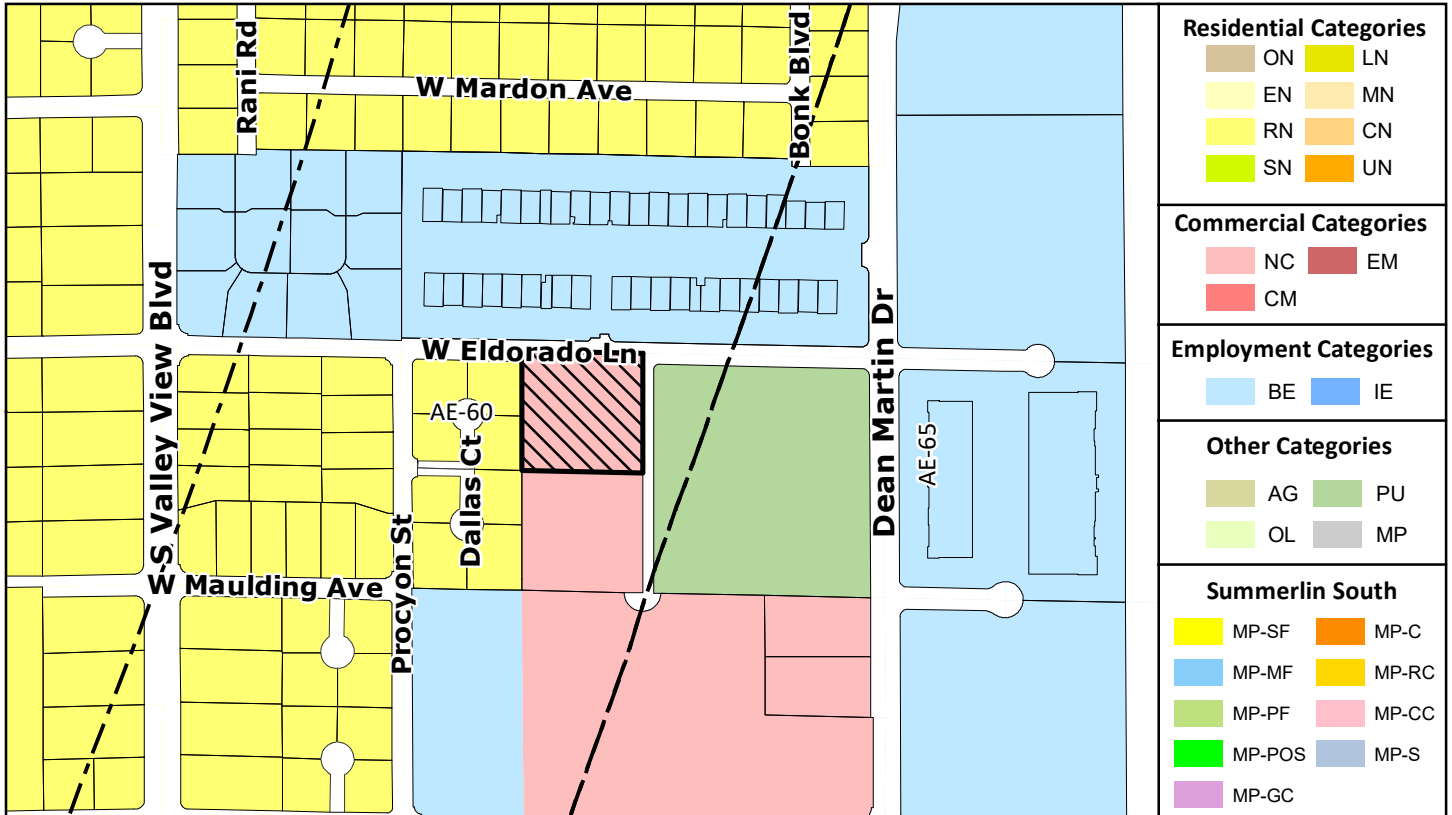 Rani Rd
W Mardon Ave
Bonk Blvd
S Valley View Blvd
W Eldorado Ln
Dean Martin Dr
AE-60
AE-65
Dallas Ct
Procyon St
W Maulding Ave
Residential Categories
ON LN
EN MN
RN CN
SN UN
Commercial Categories
NC EM
CM
Employment Categories
BE IE
Other Categories
AG PU
OL MP
Summerlin South
MP-SF MP-C
MP-MF MP-RC
MP-PF MP-CC
MP-POS MP-S
MP-GC